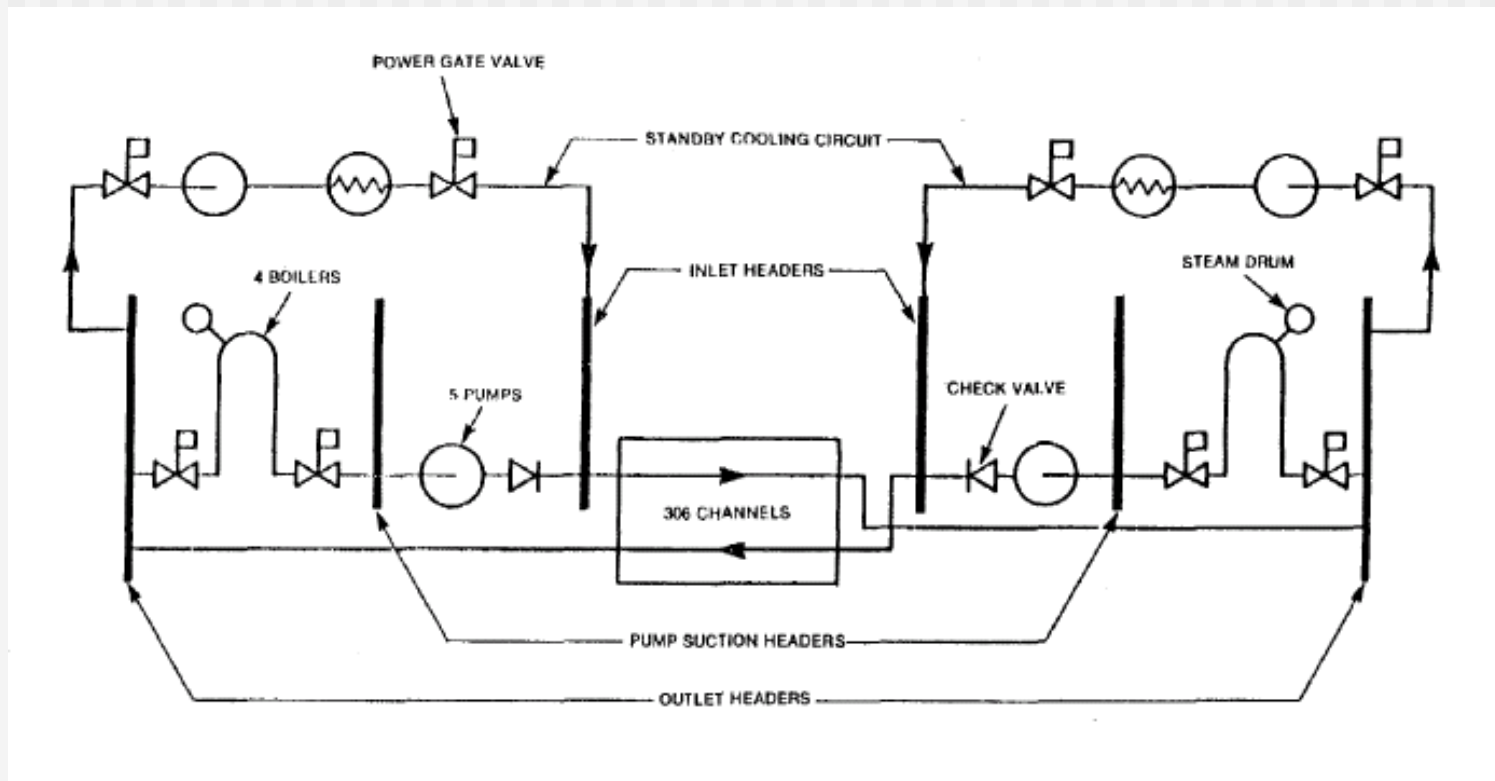 POWER GATE VALVE
STANDBY COOLING CIRCUIT
4 BOILERS
INLET HEADERS
STEAM DRUM
5 PUMPS
CHECK VALVE
306 CHANNELS
PUMP SUCTION HEADERS
OUTLET HEADERS